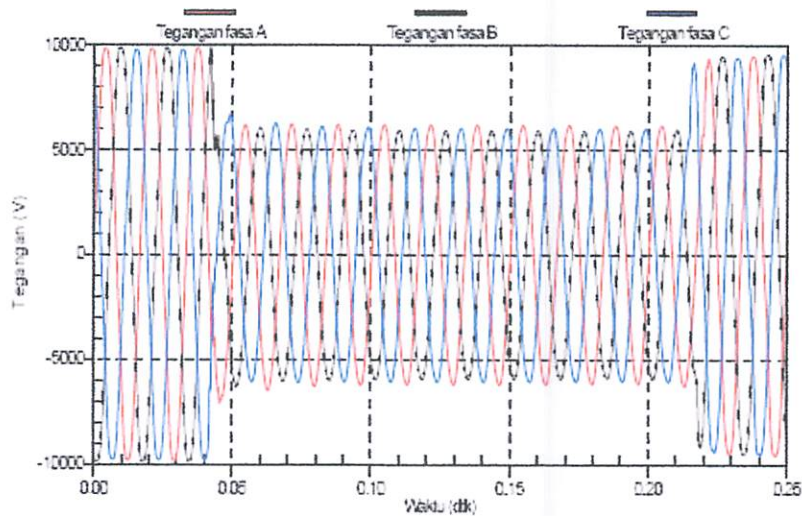 Tegangan fasa A Tegangan fasa B Tegangan fasa C
10000
5000
0
-5000
-10000
Tegangan (V)
0.00 0.05 0.10 0.15 0.20 0.25
Waktu (dtk)